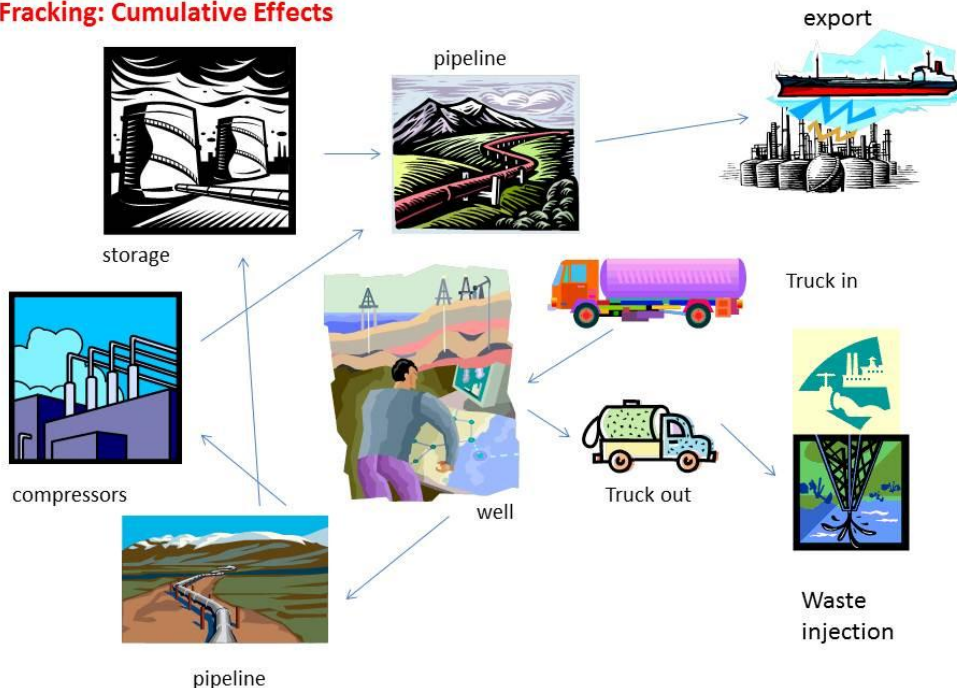 Fracking: Cumulative Effects
export
pipeline
storage
Truck in
compressors
Truck out
well
Waste
injection
pipeline